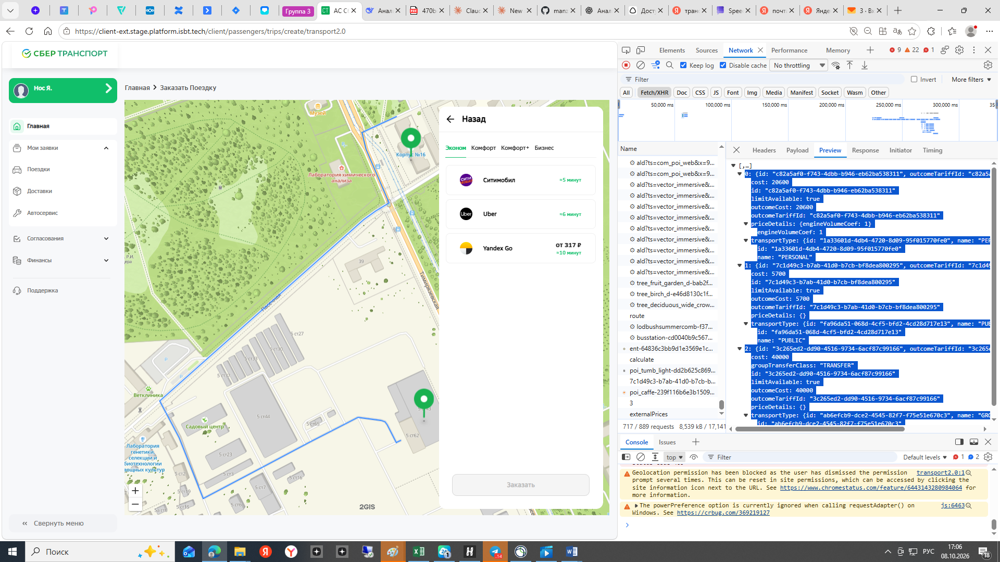 Группа 3
АС С
Анал
470b
Clauc
New
manz
Анал
Досту
тран
Speec
почт
Янде
3 · Вх
https://client-ext.stage.platform.isbt.tech/client/passengers/trips/create/transport2.0
СБЕР ТРАНСПОРТ
Нос Я.
Главная
Мои заявки
Поездки
Доставки
Автосервис
Согласования
Финансы
Поддержка
Свернуть меню
Главная > Заказать Поездку
Музей
Корпус №16
Лаборатория химического
анализа
39
Тимирязевская
Пасечная
5 ст27
5 ст30
5 ст33
5 ст37
Ветклиника
Садовый центр
5 ст44
5 ст65
5 ст43
5 ст62
Лаборатория
генетики,
селекции и
биотехнологии
овощных культур
5 ст23
5 ст3
5 ст2
5 ст19
5 ст16
5 ст7
5 ст6
5 ст15
5а ст8
2GIS
Назад
Эконом Комфорт Комфорт+ Бизнес
Ситимобил ≈5 минут
Uber ≈6 минут
Yandex Go от 317 ₽
≈10 минут
Заказать
Elements Sources Network Performance Memory 9 22 1
Keep log Disable cache No throttling
Filter Invert More filters
All Fetch/XHR Doc CSS JS Font Img Media Manifest Socket Wasm Other
50,000 ms 100,000 ms 150,000 ms 200,000 ms 250,000 ms 300,000 ms 35
Name
ald?ts=com_poi_web&x=9...
ald?ts=com_poi_web&x=9...
ald?ts=vector_immersive&...
ald?ts=vector_immersive&...
ald?ts=vector_immersive&...
ald?ts=vector_immersive&...
ald?ts=vector_immersive&...
ald?ts=vector_immersive&...
ald?ts=vector_immersive&...
ald?ts=vector_immersive&...
ald?ts=vector_immersive&...
tree_fruit_garden_d-bab2f...
tree_birch_d-e46d8130c1f...
tree_deciduous_wide_crow...
route
lodbushsummercomb-f37...
busstation-cd0040b9c567...
ent-64836c3bb9d1e3569e1c...
calculate
poi_tumb_light-dd2b625c869...
7c1d49c3-b7ab-41d0-b7cb-b...
poi_caffe-239f116b6e3b1509...
3
externalPrices
717 / 889 requests 8,539 kB / 17,141
Headers Payload Preview Response Initiator Timing
[,…]
0: {id: "c82a5af0-f743-4dbb-b946-eb62ba538311", outcomeTariffId: "c82a5a
cost: 20600
id: "c82a5af0-f743-4dbb-b946-eb62ba538311"
limitAvailable: true
outcomeCost: 20600
outcomeTariffId: "c82a5af0-f743-4dbb-b946-eb62ba538311"
priceDetails: {engineVolumeCoef: 1}
engineVolumeCoef: 1
transportType: {id: "1a33601d-4db4-4720-8d09-95f015770fe0", name: "PER
id: "1a33601d-4db4-4720-8d09-95f015770fe0"
name: "PERSONAL"
1: {id: "7c1d49c3-b7ab-41d0-b7cb-bf8dea800295", outcomeTariffId: "7c1d49
cost: 5700
id: "7c1d49c3-b7ab-41d0-b7cb-bf8dea800295"
limitAvailable: true
outcomeCost: 5700
outcomeTariffId: "7c1d49c3-b7ab-41d0-b7cb-bf8dea800295"
priceDetails: {}
transportType: {id: "fa96da51-068d-4cf5-bfd2-4cd28d717e13", name: "PUB
id: "fa96da51-068d-4cf5-bfd2-4cd28d717e13"
name: "PUBLIC"
2: {id: "3c265ed2-dd90-4516-9734-6acf87c99166", outcomeTariffId: "3c265e
cost: 40000
groupTransferClass: "TRANSFER"
id: "3c265ed2-dd90-4516-9734-6acf87c99166"
limitAvailable: true
outcomeCost: 40000
outcomeTariffId: "3c265ed2-dd90-4516-9734-6acf87c99166"
priceDetails: {}
transportType: {id: "ab6efcb9-dce2-4545-82f7-f75e51e670c3", name: "GRO
id: "ab6efcb9-dce2-4545-82f7-f75e51e670c3"
Console Issues
top Filter Default levels 1 2
Geolocation permission has been blocked as the user has dismissed the permission transport2.0:1
prompt several times. This can be reset in site permissions, which can be accessed by clicking the
site information icon next to the URL. See https://www.chromestatus.com/feature/6443143280984064 for
more information.
The powerPreference option is currently ignored when calling requestAdapter() on js:6463
Windows. See https://crbug.com/369219127
Поиск
РУС
17:06
08.10.2026
18